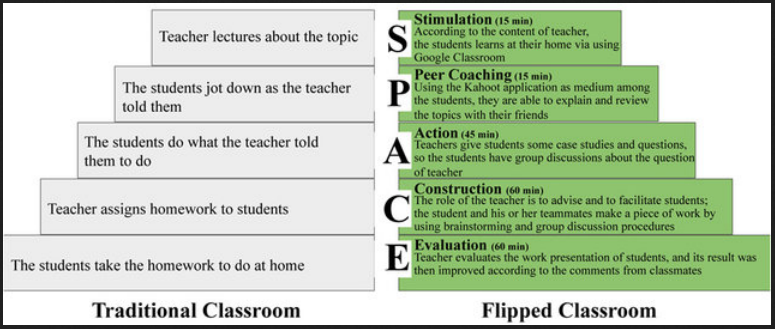 Teacher lectures about the topic
The students jot down as the teacher
told them
The students do what the teacher told
them to do
Teacher assigns homework to students
The students take the homework to do at home
Traditional Classroom
S
Stimulation (15 min)
According to the content of teacher,
the students learns at their home via using
Google Classroom
P
Peer Coaching (15 min)
Using the Kahoot application as medium among
the students, they are able to explain and review
the topics with their friends
A
Action (45 min)
Teachers give students some case studies and questions,
so the students have group discussions about the question
of teacher
C
Construction (60 min)
The role of the teacher is to advise and to facilitate students;
the student and his or her teammates make a piece of work by
using brainstorming and group discussion procedures
E
Evaluation (60 min)
Teacher evaluates the work presentation of students, and its result was
then improved according to the comments from classmates
Flipped Classroom